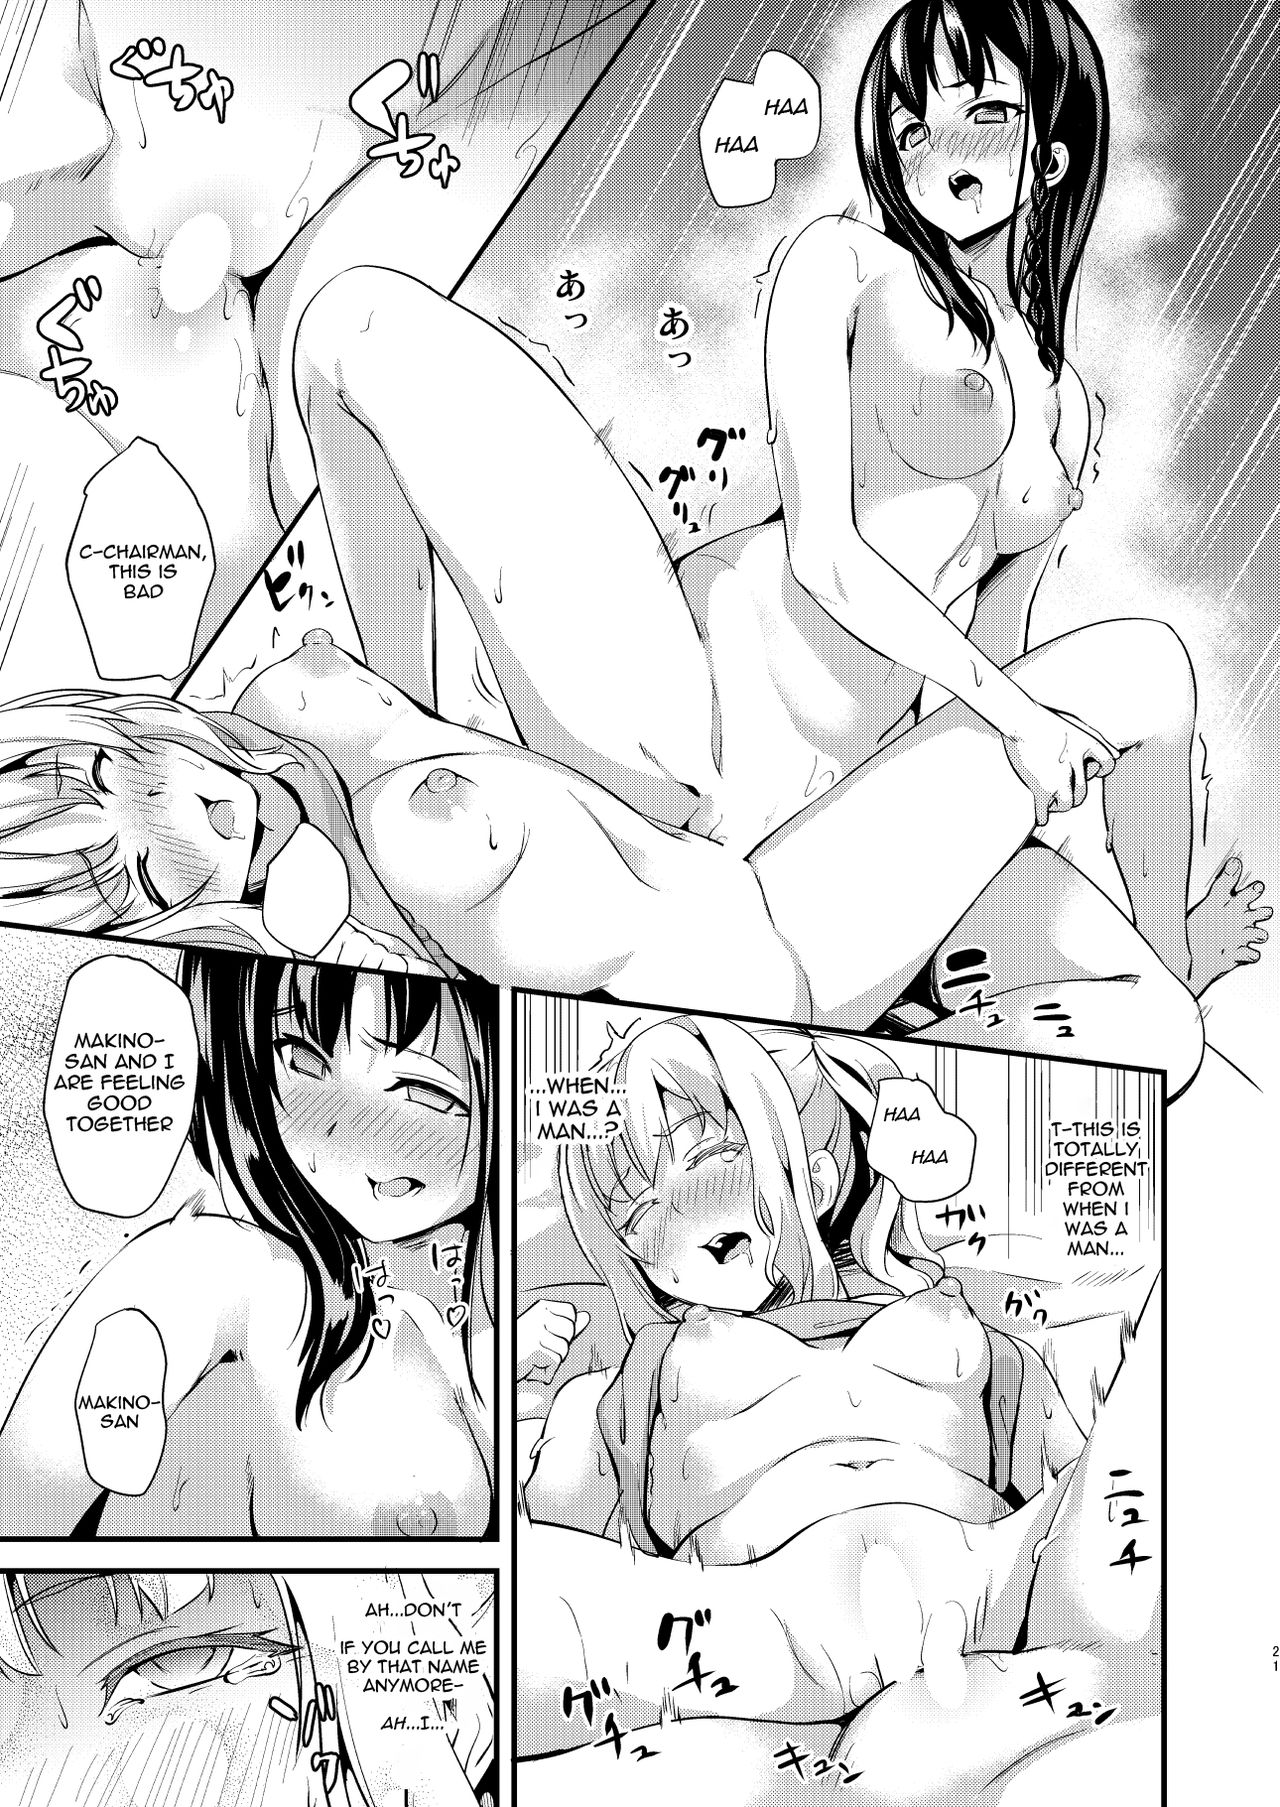 HAA
HAA
あっ
あっ
グリ
グリュ
ぐちゅ
ぐちゅ
ぐちゅ
C-CHAIRMAN,
THIS IS
BAD
ビクン
ニチュ
ニュ
T-THIS IS
TOTALLY
DIFFERENT
FROM
WHEN I
WAS A
MAN...
HAA
HAA
...WHEN...
I WAS A
MAN...?
ガク
ガク
ニュチ
グチュ
グチュ
キュン
キュン
MAKINO-
SAN AND I
ARE FEELING
GOOD
TOGETHER
はーっ♡
はっ♡
MAKINO-
SAN
AH...DON'T
IF YOU CALL ME
BY THAT NAME
ANYMORE-
AH...I...
21